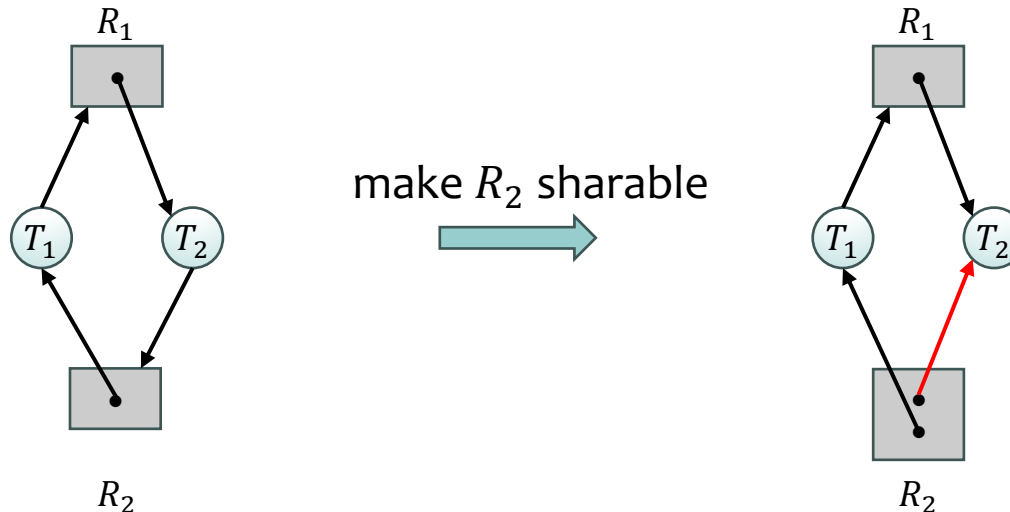 R₁
R₁
make R₂ sharable
T₁
T₂
T₁
T₂
R₂
R₂